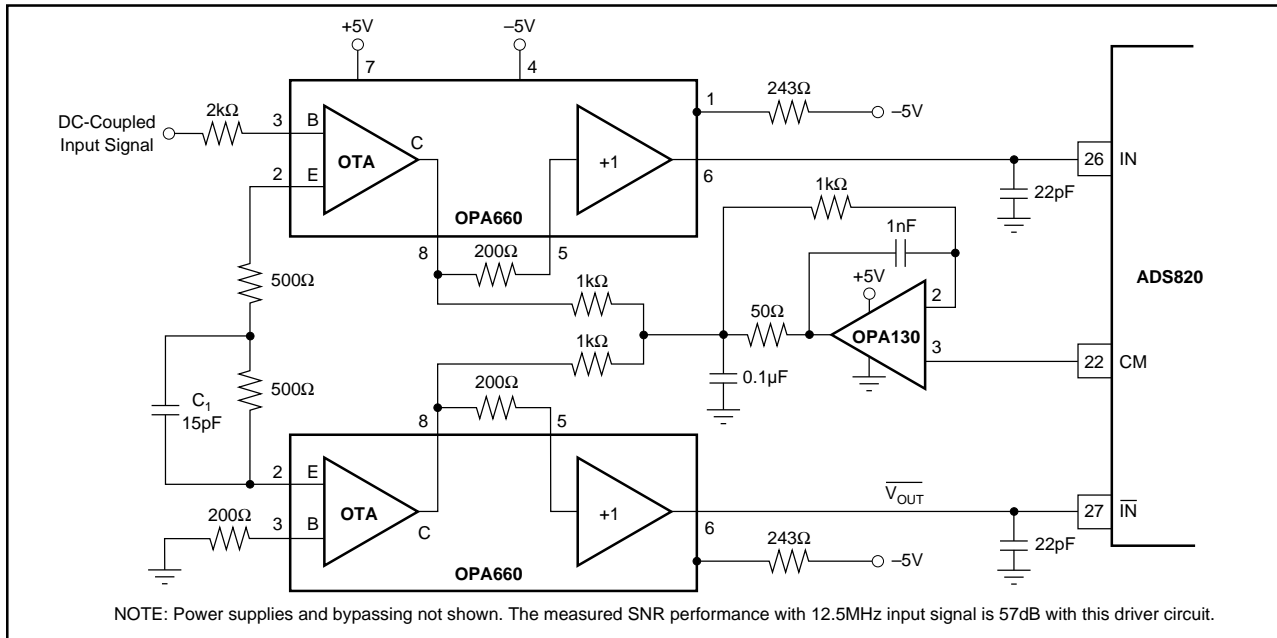 +5V
–5V
7
4
DC-Coupled
Input Signal
2kΩ
3
B
OTA
C
2
E
+1
OPA660
1
243Ω
–5V
6
26
IN
22pF
8
200Ω
5
500Ω
1kΩ
1kΩ
1kΩ
1nF
+5V
2
50Ω
OPA130
3
0.1µF
ADS820
22
CM
C1
15pF
500Ω
8
200Ω
5
2
E
OTA
200Ω
3
B
C
+1
OPA660
6
VOUT
243Ω
–5V
27
IN
22pF
NOTE: Power supplies and bypassing not shown. The measured SNR performance with 12.5MHz input signal is 57dB with this driver circuit.